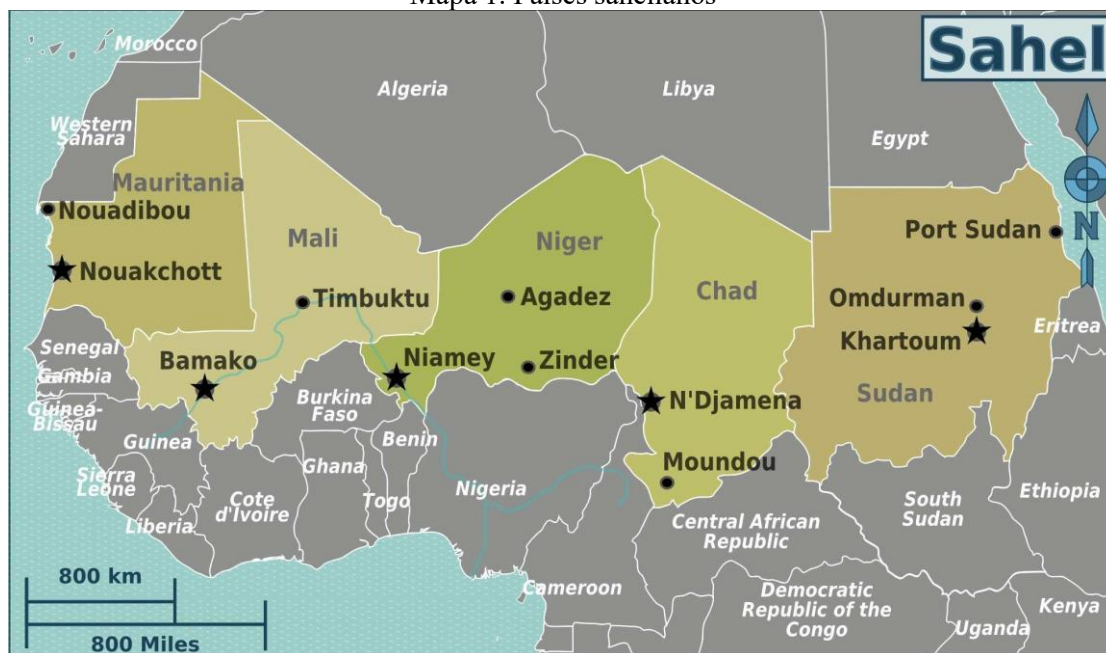 Mapa 1. Países sahelianos
Sahel
Morocco
Algeria
Libya
Egypt
Western
Sahara
Mauritania
Nouadibou
Nouakchott
Mali
Timbuktu
Bamako
Niger
Agadez
Zinder
Niamey
Chad
N'Djamena
Moundou
Port Sudan
Omdurman
Khartoum
Sudan
N
Eritrea
Senegal
Gambia
Guinea-
Bissau
Guinea
Sierra
Leone
Liberia
Cote
d'Ivoire
Burkina
Faso
Ghana
Togo
Benin
Nigeria
Cameroon
Central African
Republic
South
Sudan
Ethiopia
Democratic
Republic of the
Congo
Uganda
Kenya
800 km
800 Miles